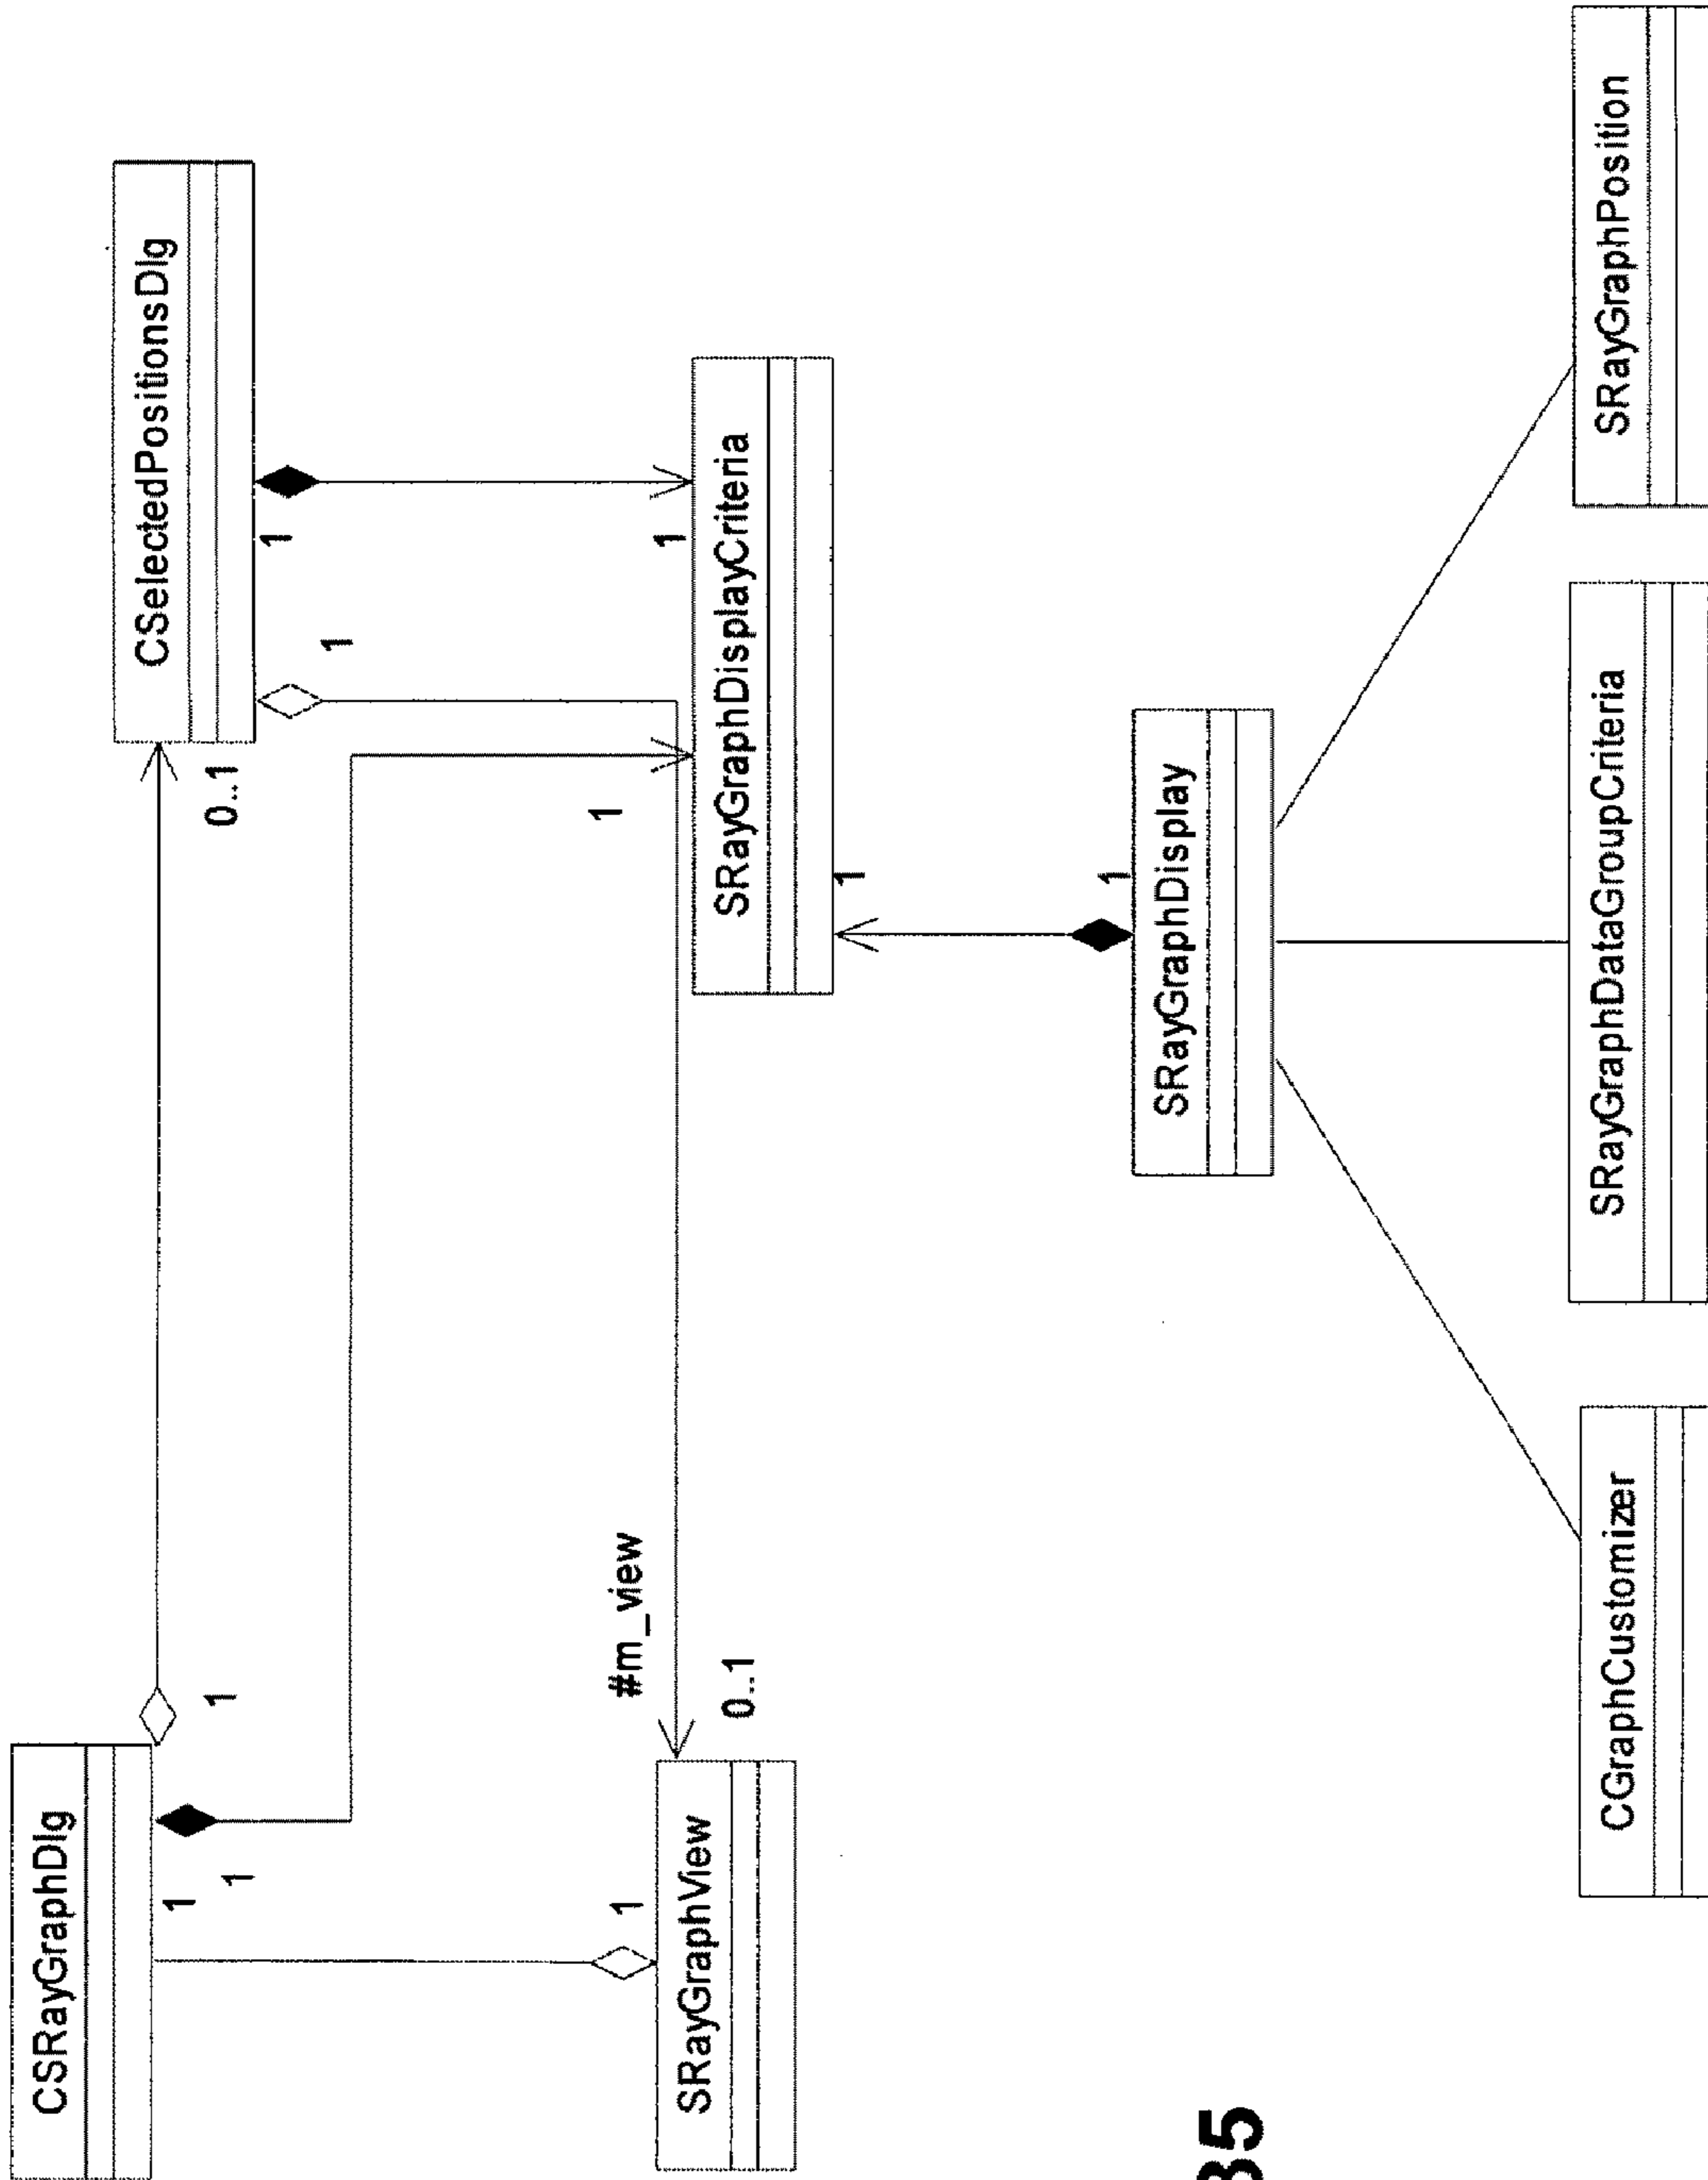 CSRayGraphDlg
CSelectedPositionsDlg
1
1
0..1
1
1
1
1
#m_view
1
1
SRayGraphView
SRayGraphDisplayCriteria
0..1
1
1
SRayGraphDisplay
CGraphCustomizer
SRayGraphDataGroupCriteria
SRayGraphPosition